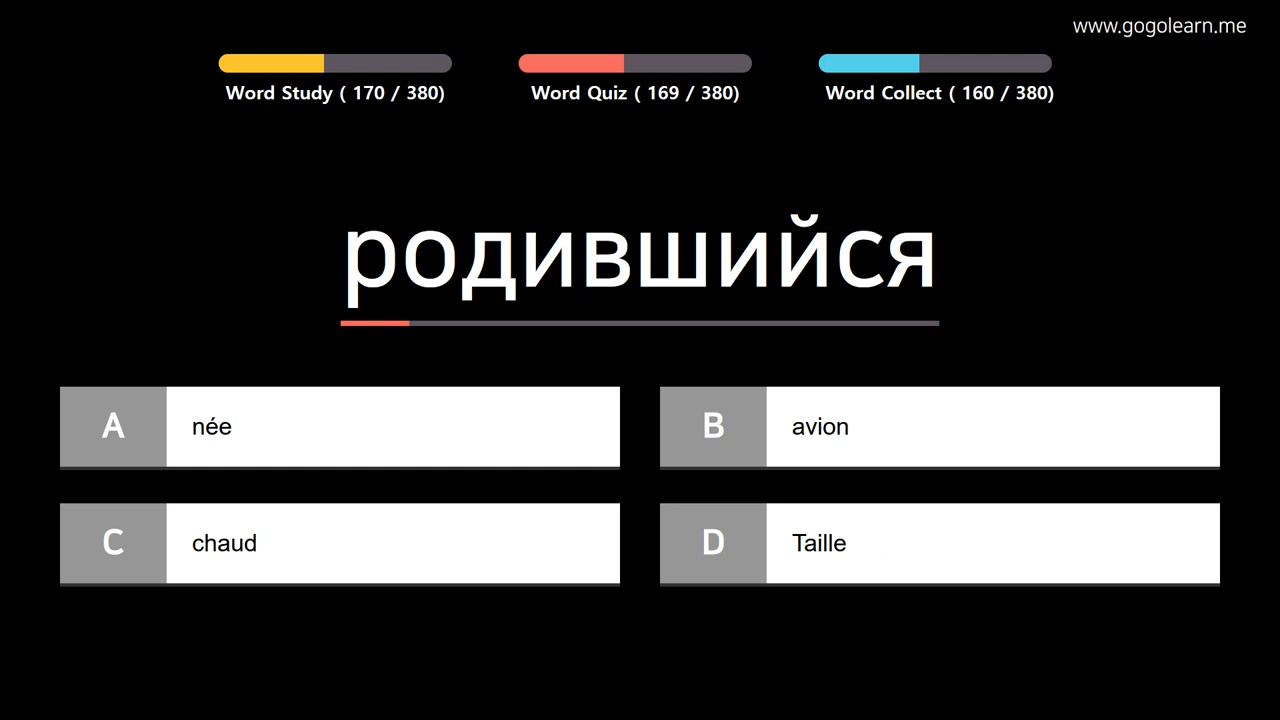 www.gogolearn.me
Word Study ( 170 / 380)
Word Quiz ( 169 / 380)
Word Collect ( 160 / 380)
родившийся
A née
B avion
C chaud
D Taille